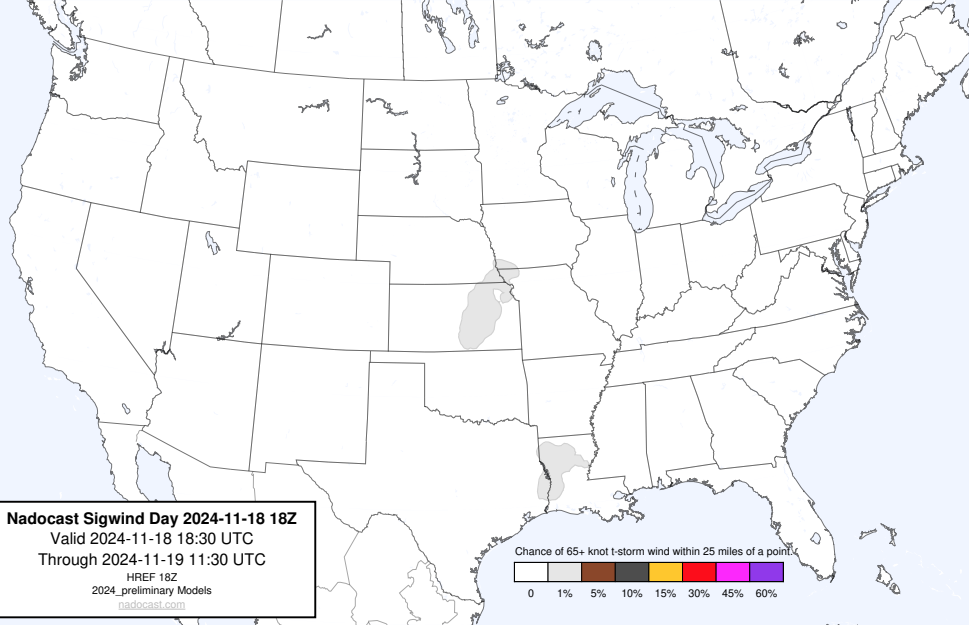 Nadocast Sigwind Day 2024-11-18 18Z
Valid 2024-11-18 18:30 UTC
Through 2024-11-19 11:30 UTC
HREF 18Z
2024_preliminary Models
nadocast.com
Chance of 65+ knot t-storm wind within 25 miles of a point.
0 1% 5% 10% 15% 30% 45% 60%